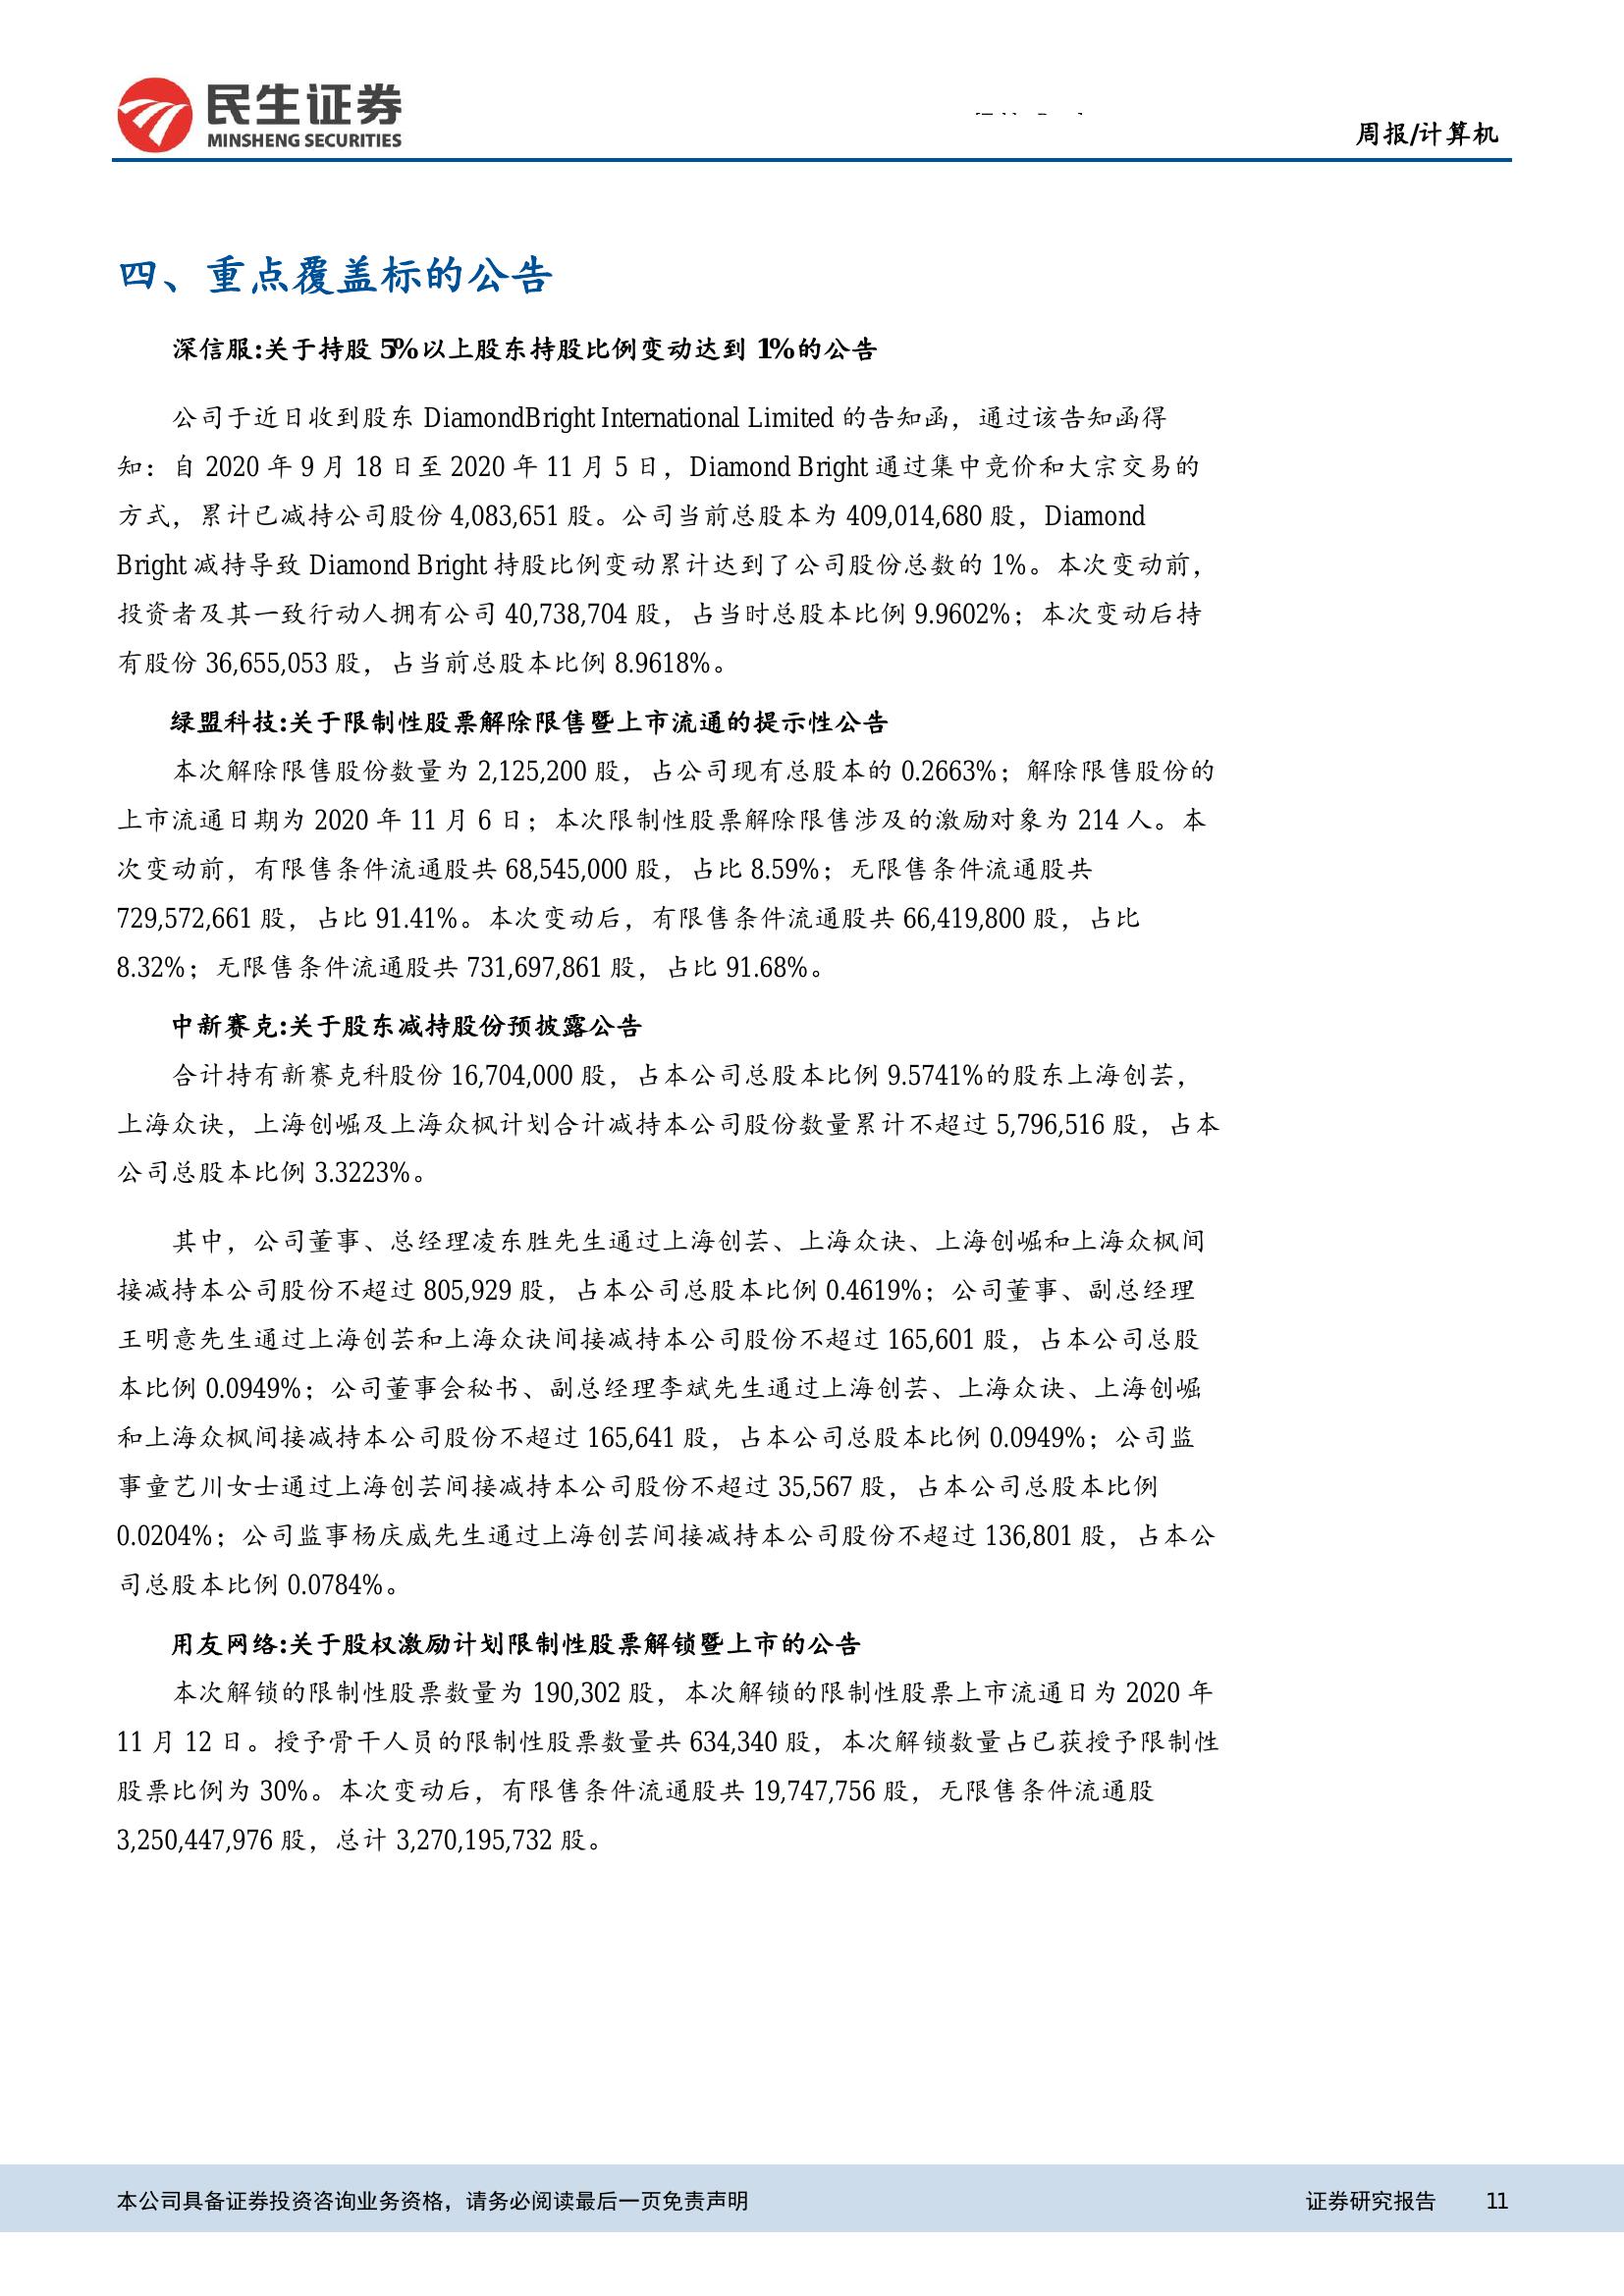 民生证券
MINSHENG SECURITIES
周报/计算机
四、重点覆盖标的公告
深信服:关于持股 5%以上股东持股比例变动达到 1%的公告
公司于近日收到股东 DiamondBright International Limited 的告知函，通过该告知函得
知：自 2020 年 9 月 18 日至 2020 年 11 月 5 日，Diamond Bright 通过集中竞价和大宗交易的
方式，累计已减持公司股份 4,083,651 股。公司当前总股本为 409,014,680 股，Diamond
Bright 减持导致 Diamond Bright 持股比例变动累计达到了公司股份总数的 1%。本次变动前，
投资者及其一致行动人拥有公司 40,738,704 股，占当时总股本比例 9.9602%；本次变动后持
有股份 36,655,053 股，占当前总股本比例 8.9618%。
绿盟科技:关于限制性股票解除限售暨上市流通的提示性公告
本次解除限售股份数量为 2,125,200 股，占公司现有总股本的 0.2663%；解除限售股份的
上市流通日期为 2020 年 11 月 6 日；本次限制性股票解除限售涉及的激励对象为 214 人。本
次变动前，有限售条件流通股共 68,545,000 股，占比 8.59%；无限售条件流通股共
729,572,661 股，占比 91.41%。本次变动后，有限售条件流通股共 66,419,800 股，占比
8.32%；无限售条件流通股共 731,697,861 股，占比 91.68%。
中新赛克:关于股东减持股份预披露公告
合计持有新赛克科股份 16,704,000 股，占本公司总股本比例 9.5741%的股东上海创芸，
上海众诀，上海创崛及上海众枫计划合计减持本公司股份数量累计不超过 5,796,516 股，占本
公司总股本比例 3.3223%。
其中，公司董事、总经理凌东胜先生通过上海创芸、上海众诀、上海创崛和上海众枫间
接减持本公司股份不超过 805,929 股，占本公司总股本比例 0.4619%；公司董事、副总经理
王明意先生通过上海创芸和上海众诀间接减持本公司股份不超过 165,601 股，占本公司总股
本比例 0.0949%；公司董事会秘书、副总经理李斌先生通过上海创芸、上海众诀、上海创崛
和上海众枫间接减持本公司股份不超过 165,641 股，占本公司总股本比例 0.0949%；公司监
事童艺川女士通过上海创芸间接减持本公司股份不超过 35,567 股，占本公司总股本比例
0.0204%；公司监事杨庆威先生通过上海创芸间接减持本公司股份不超过 136,801 股，占本公
司总股本比例 0.0784%。
用友网络:关于股权激励计划限制性股票解锁暨上市的公告
本次解锁的限制性股票数量为 190,302 股，本次解锁的限制性股票上市流通日为 2020 年
11 月 12 日。授予骨干人员的限制性股票数量共 634,340 股，本次解锁数量占已获授予限制性
股票比例为 30%。本次变动后，有限售条件流通股共 19,747,756 股，无限售条件流通股
3,250,447,976 股，总计 3,270,195,732 股。
本公司具备证券投资咨询业务资格，请务必阅读最后一页免责声明 证券研究报告 11